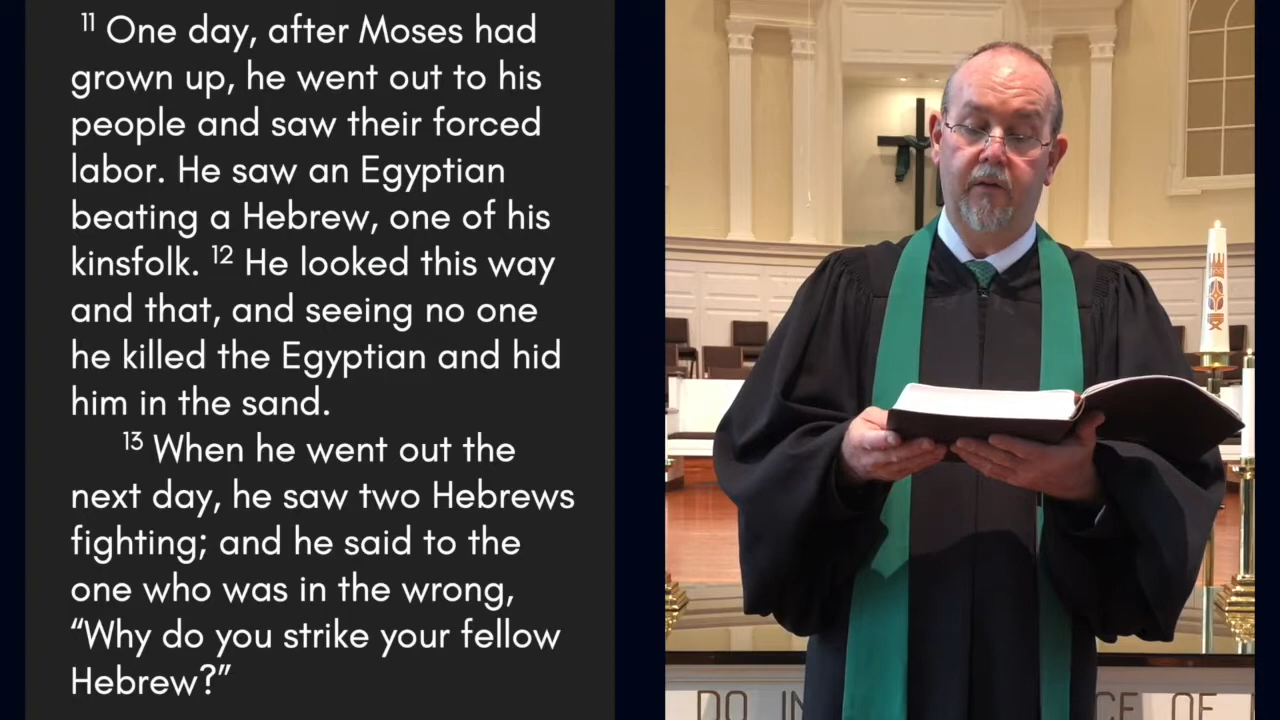 11 One day, after Moses had
grown up, he went out to his
people and saw their forced
labor. He saw an Egyptian
beating a Hebrew, one of his
kinsfolk. 12 He looked this way
and that, and seeing no one
he killed the Egyptian and hid
him in the sand.
13 When he went out the
next day, he saw two Hebrews
fighting; and he said to the
one who was in the wrong,
“Why do you strike your fellow
Hebrew?”
DO IN CE OF